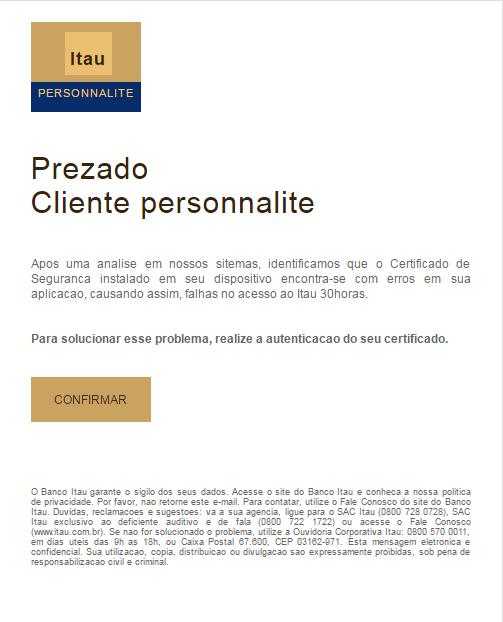 Itau
PERSONNALITE
Prezado
Cliente personnalite
Apos uma analise em nossos sitemas, identificamos que o Certificado de
Seguranca instalado em seu dispositivo encontra-se com erros em sua
aplicacao, causando assim, falhas no acesso ao Itau 30horas.
Para solucionar esse problema, realize a autenticacao do seu certificado.
CONFIRMAR
O Banco Itau garante o sigilo dos seus dados. Acesse o site do Banco Itau e conheca a nossa politica
de privacidade. Por favor, nao retorne este e-mail. Para contatar, utilize o Fale Conosco do site do Banco
Itau. Duvidas, reclamacoes e sugestoes: va a sua agencia, ligue para o SAC Itau (0800 728 0728), SAC
Itau exclusivo ao deficiente auditivo e de fala (0800 722 1722) ou acesse o Fale Conosco
(www.itau.com.br). Se nao for solucionado o problema, utilize a Ouvidoria Corporativa Itau: 0800 570 0011,
em dias uteis das 9h as 18h, ou Caixa Postal 67.600, CEP 03162-971. Esta mensagem eletronica e
confidencial. Sua utilizacao, copia, distribuicao ou divulgacao sao expressamente proibidas, sob pena de
responsabilizacao civil e criminal.